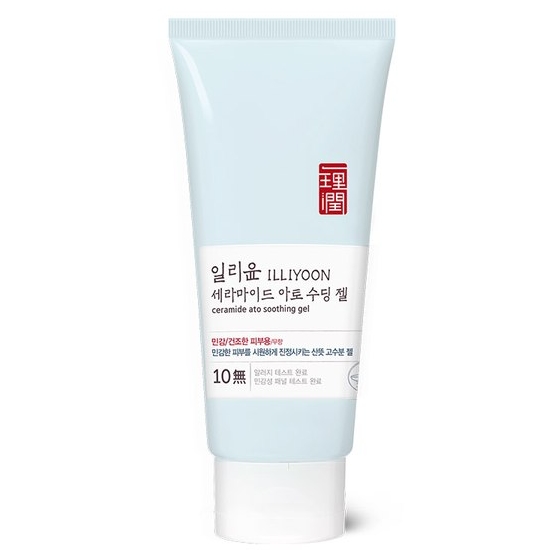 一理潤
일리윤 ILLIYOON
세라마이드 아토 수딩 젤
ceramide ato soothing gel
민감/건조한 피부용/무향
민감한 피부를 시원하게 진정시키는 산뜻 고수분 젤
10無
알러지 테스트 완료
민감성 패널 테스트 완료